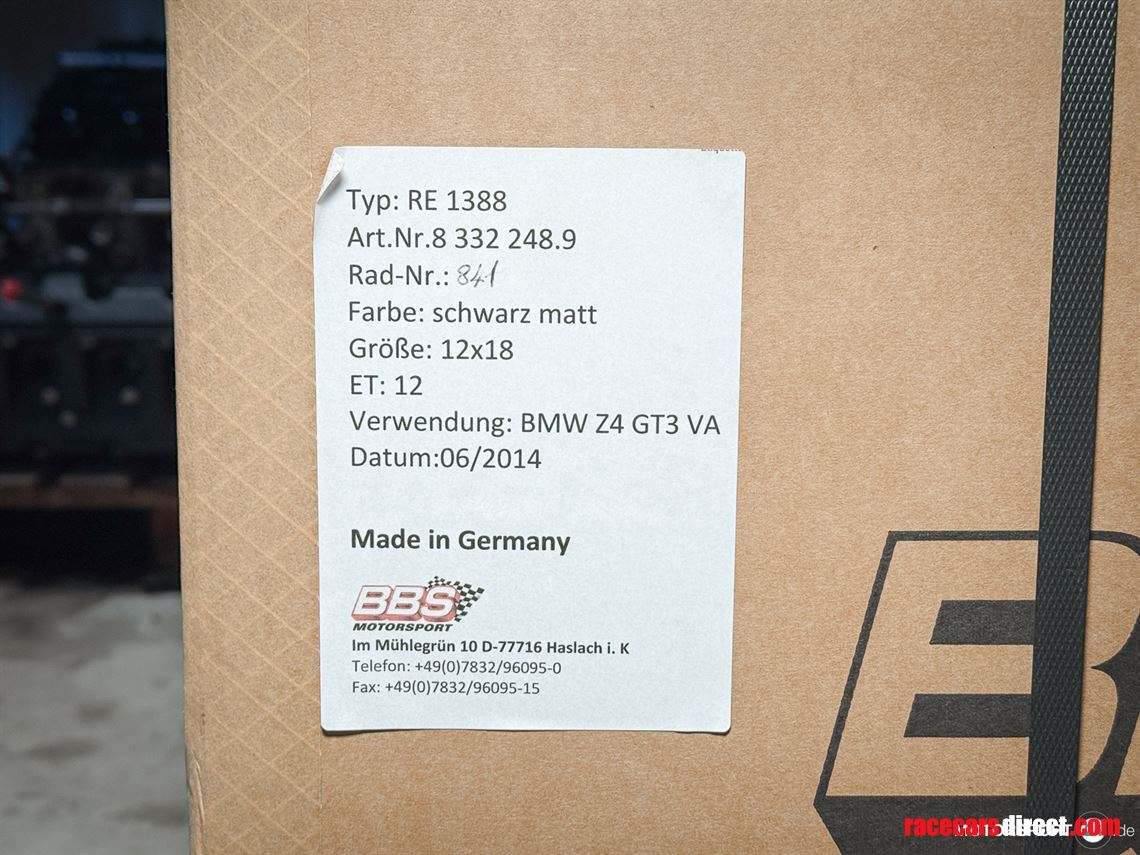 Typ: RE 1388
Art.Nr.8 332 248.9
Rad-Nr.: 841
Farbe: schwarz matt
Größe: 12x18
ET: 12
Verwendung: BMW Z4 GT3 VA
Datum:06/2014
Made in Germany
BBS
MOTORSPORT
Im Mühlegrün 10 D-77716 Haslach i. K
Telefon: +49(0)7832/96095-0
Fax: +49(0)7832/96095-15
racecarsdirect.com